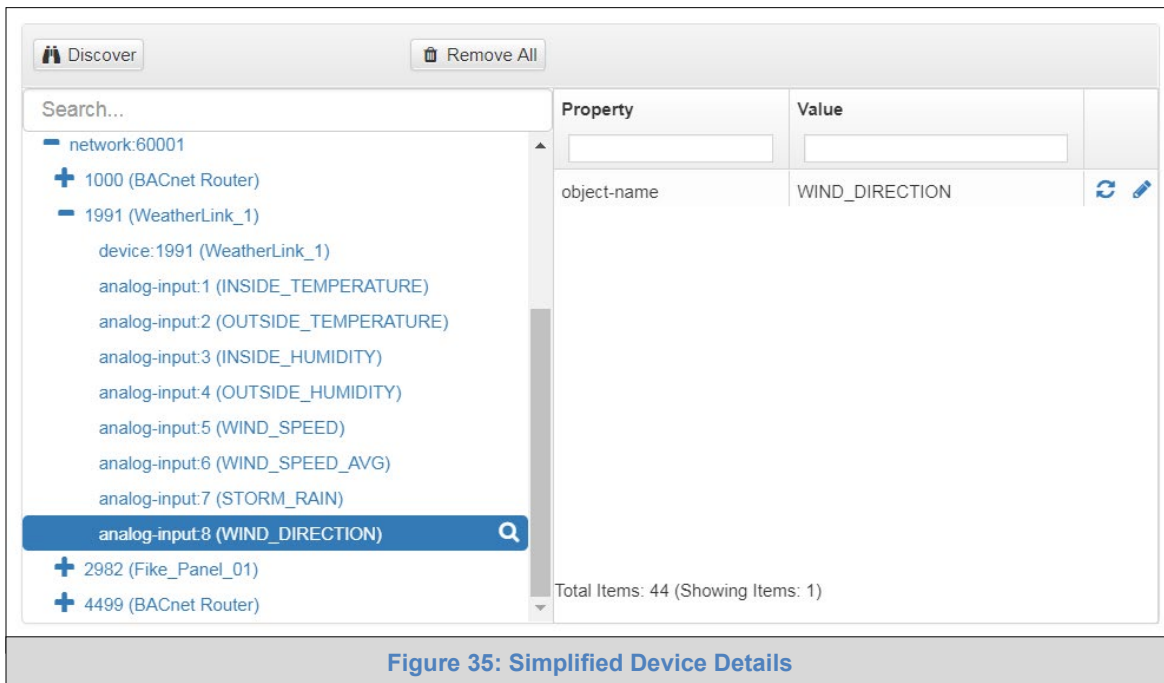 Discover
Remove All
Search...
network:60001
1000 (BACnet Router)
1991 (WeatherLink_1)
device:1991 (WeatherLink_1)
analog-input:1 (INSIDE_TEMPERATURE)
analog-input:2 (OUTSIDE_TEMPERATURE)
analog-input:3 (INSIDE_HUMIDITY)
analog-input:4 (OUTSIDE_HUMIDITY)
analog-input:5 (WIND_SPEED)
analog-input:6 (WIND_SPEED_AVG)
analog-input:7 (STORM_RAIN)
analog-input:8 (WIND_DIRECTION)
2982 (Fike_Panel_01)
4499 (BACnet Router)
Property Value
object-name WIND_DIRECTION
Total Items: 44 (Showing Items: 1)
Figure 35: Simplified Device Details